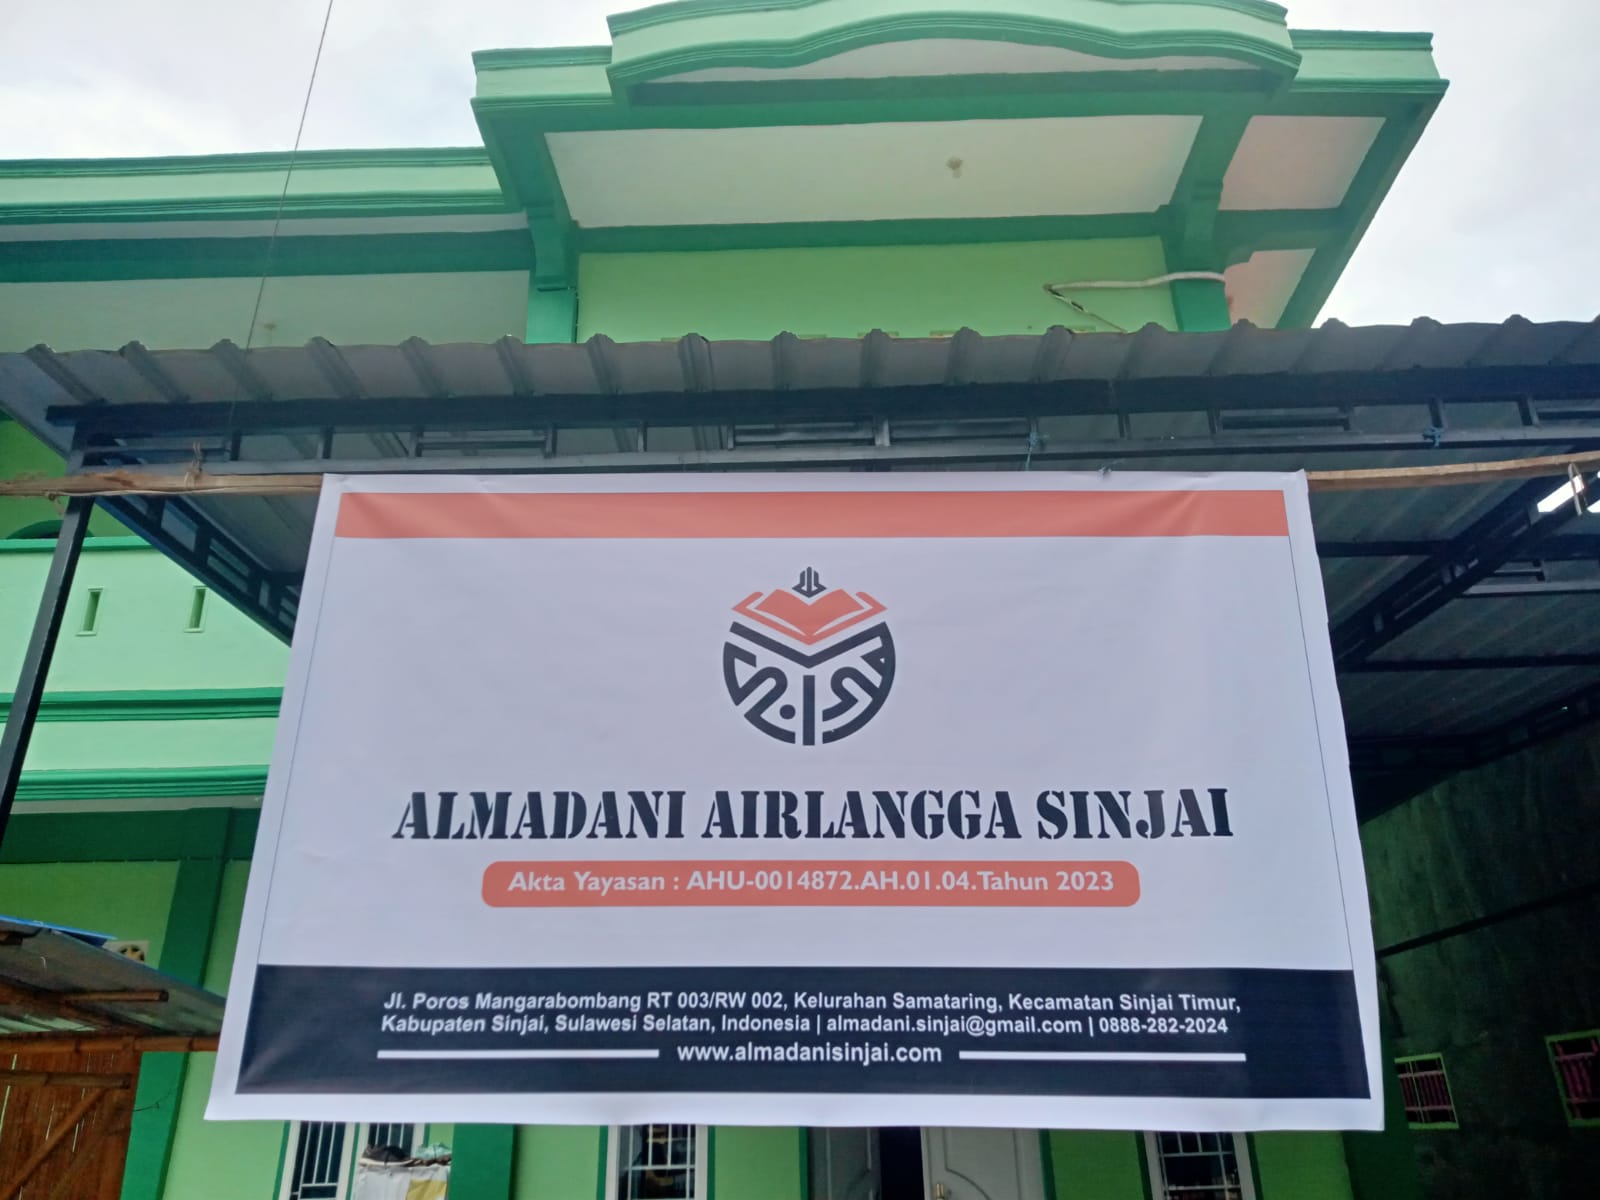 ALMADANI AIRLANGGA SINJAI
Akta Yayasan : AHU-0014872.AH.01.04.Tahun 2023
Jl. Poros Mangarabombang RT 003/RW 002, Kelurahan Samataring, Kecamatan Sinjai Timur,
Kabupaten Sinjai, Sulawesi Selatan, Indonesia | almadani.sinjai@gmail.com | 0888-282-2024
www.almadanisinjai.com